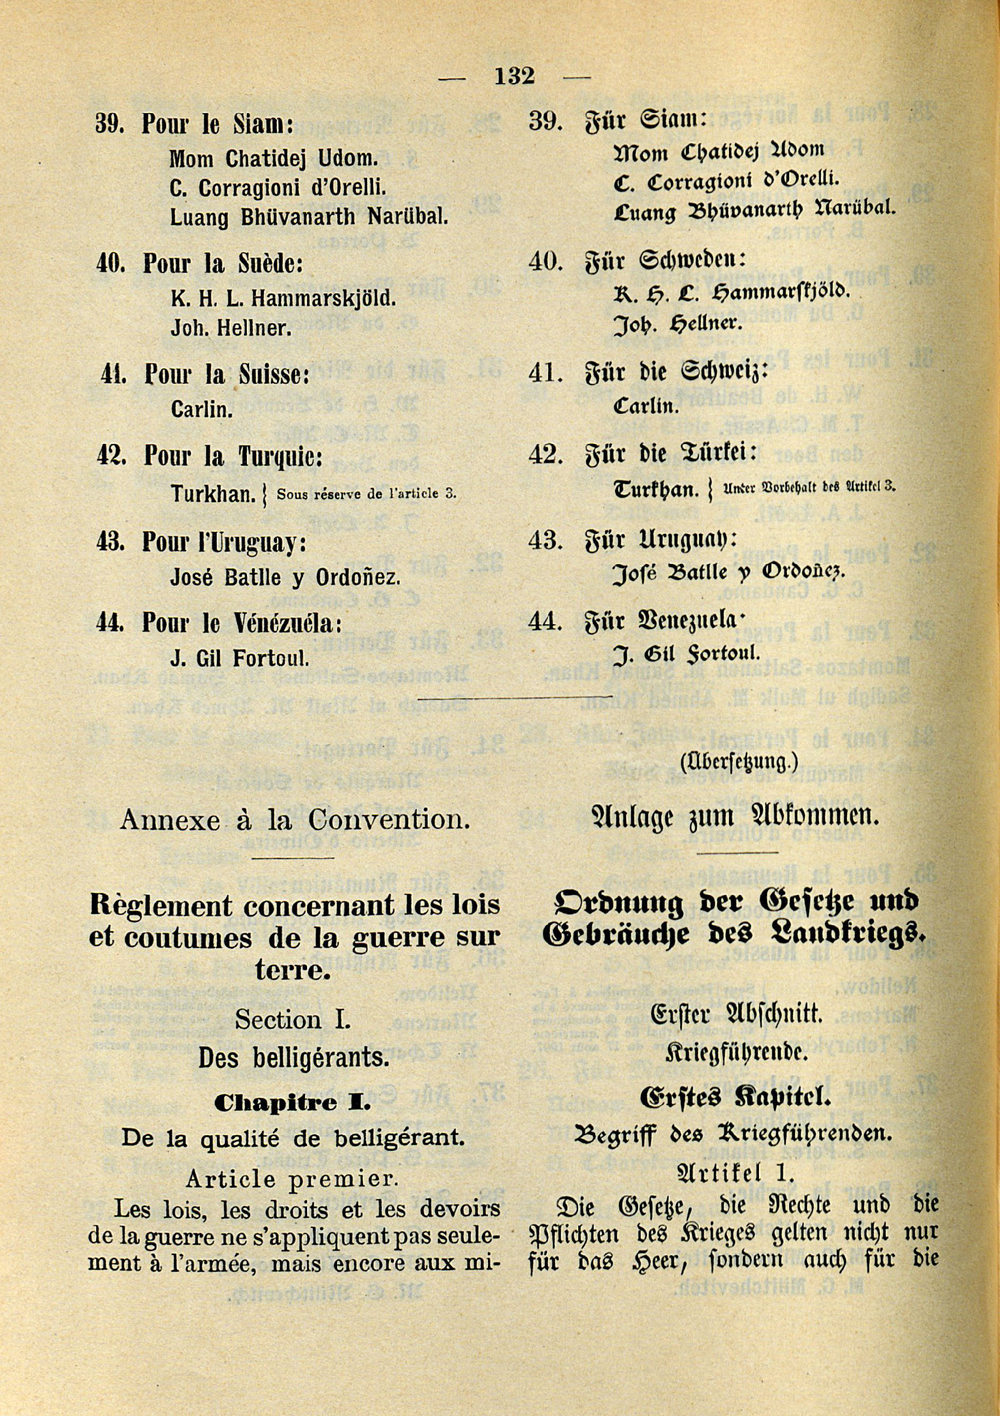 — 132 —
39. Pour le Siam:
Mom Chatidej Udom.
C. Corragioni d'Orelli.
Luang Bhüvanarth Narübal.
40. Pour la Suède:
K. H. L. Hammarskjöld.
Joh. Hellner.
41. Pour la Suisse:
Carlin.
42. Pour la Turquie:
Turkhan. } Sous réserve de l'article 3.
43. Pour l'Uruguay:
José Batlle y Ordoñez.
44. Pour le Vénézuéla:
J. Gil Fortoul.
Annexe à la Convention.
Règlement concernant les lois
et coutumes de la guerre sur
terre.
Section I.
Des belligérants.
Chapitre I.
De la qualité de belligérant.
Article premier.
Les lois, les droits et les devoirs
de la guerre ne s'appliquent pas seule-
ment à l'armée, mais encore aux mi-
39. Für Siam:
Mom Chatidej Udom
C. Corragioni d'Orelli.
Luang Bhüvanarth Narübal.
40. Für Schweden:
K. H. L. Hammarskjöld.
Joh. Hellner.
41. Für die Schweiz:
Carlin.
42. Für die Türkei:
Turkhan. } Unter Vorbehalt des Artikel 3.
43. Für Uruguay:
José Batlle y Ordoñez.
44. Für Venezuela·
J. Gil Fortoul.
(Übersetzung.)
Anlage zum Abkommen.
Ordnung der Gesetze und
Gebräuche des Landkriegs.
Erster Abschnitt.
Kriegführende.
Erstes Kapitel.
Begriff des Kriegführenden.
Artikel 1.
Die Gesetze, die Rechte und die
Pflichten des Krieges gelten nicht nur
für das Heer, sondern auch für die